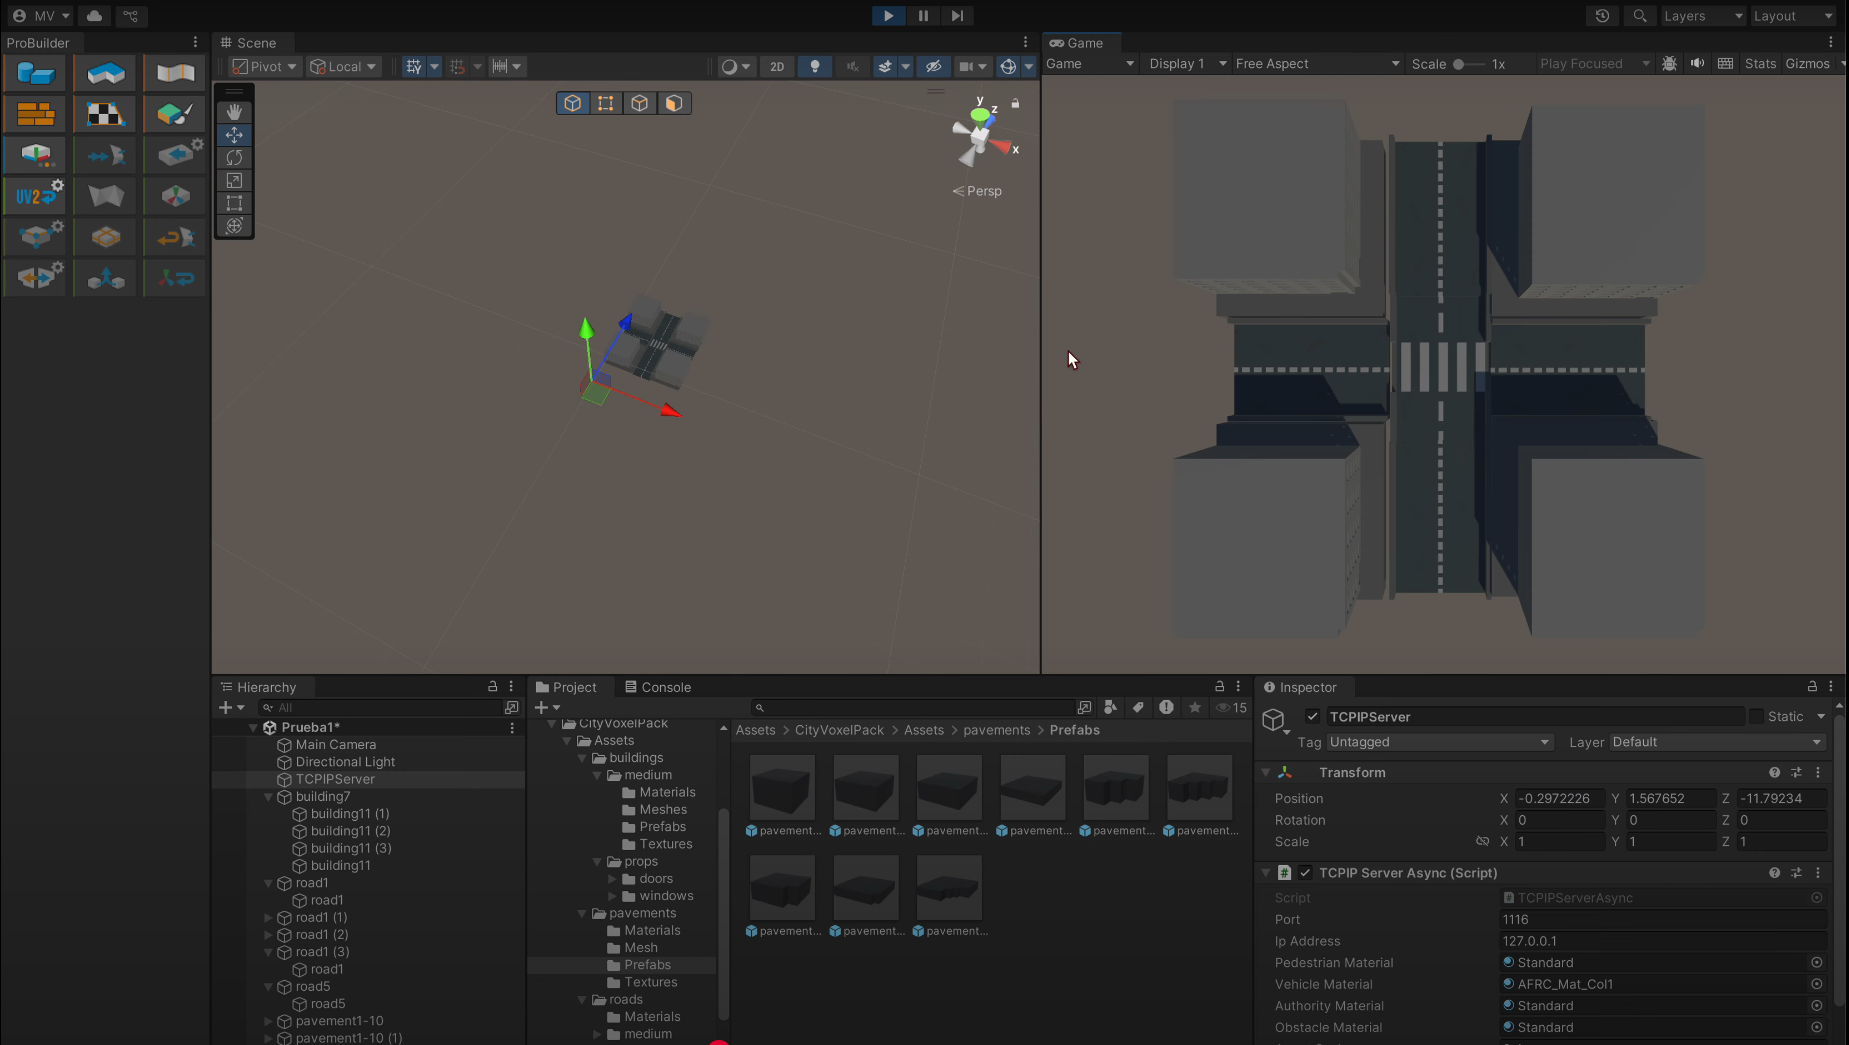 MV
Layers
Layout
ProBuilder
Scene
Game
Pivot
Local
2D
Game
Display 1
Free Aspect
Scale
1x
Play Focused
Stats
Gizmos
UV2
y
z
x
Persp
Hierarchy
Project
Console
Inspector
All
15
Prueba1*
Main Camera
Directional Light
TCPIPServer
building7
building11 (1)
building11 (2)
building11 (3)
building11
road1
road1
road1 (1)
road1 (2)
road1 (3)
road1
road5
road5
pavement1-10
pavement1-10 (1)
CityVoxelPack
Assets
buildings
medium
Materials
Meshes
Prefabs
Textures
props
doors
windows
pavements
Materials
Mesh
Prefabs
Textures
roads
Materials
medium
Assets > CityVoxelPack > Assets > pavements > Prefabs
pavement... pavement... pavement... pavement... pavement... pavement...
pavement... pavement... pavement...
TCPIPServer
Static
Tag Untagged
Layer Default
Transform
Position X -0.2972226 Y 1.567652 Z -11.79234
Rotation X 0 Y 0 Z 0
Scale X 1 Y 1 Z 1
# TCPIP Server Async (Script)
Script TCPIPServerAsync
Port 1116
Ip Address 127.0.0.1
Pedestrian Material Standard
Vehicle Material AFRC_Mat_Col1
Authority Material Standard
Obstacle Material Standard